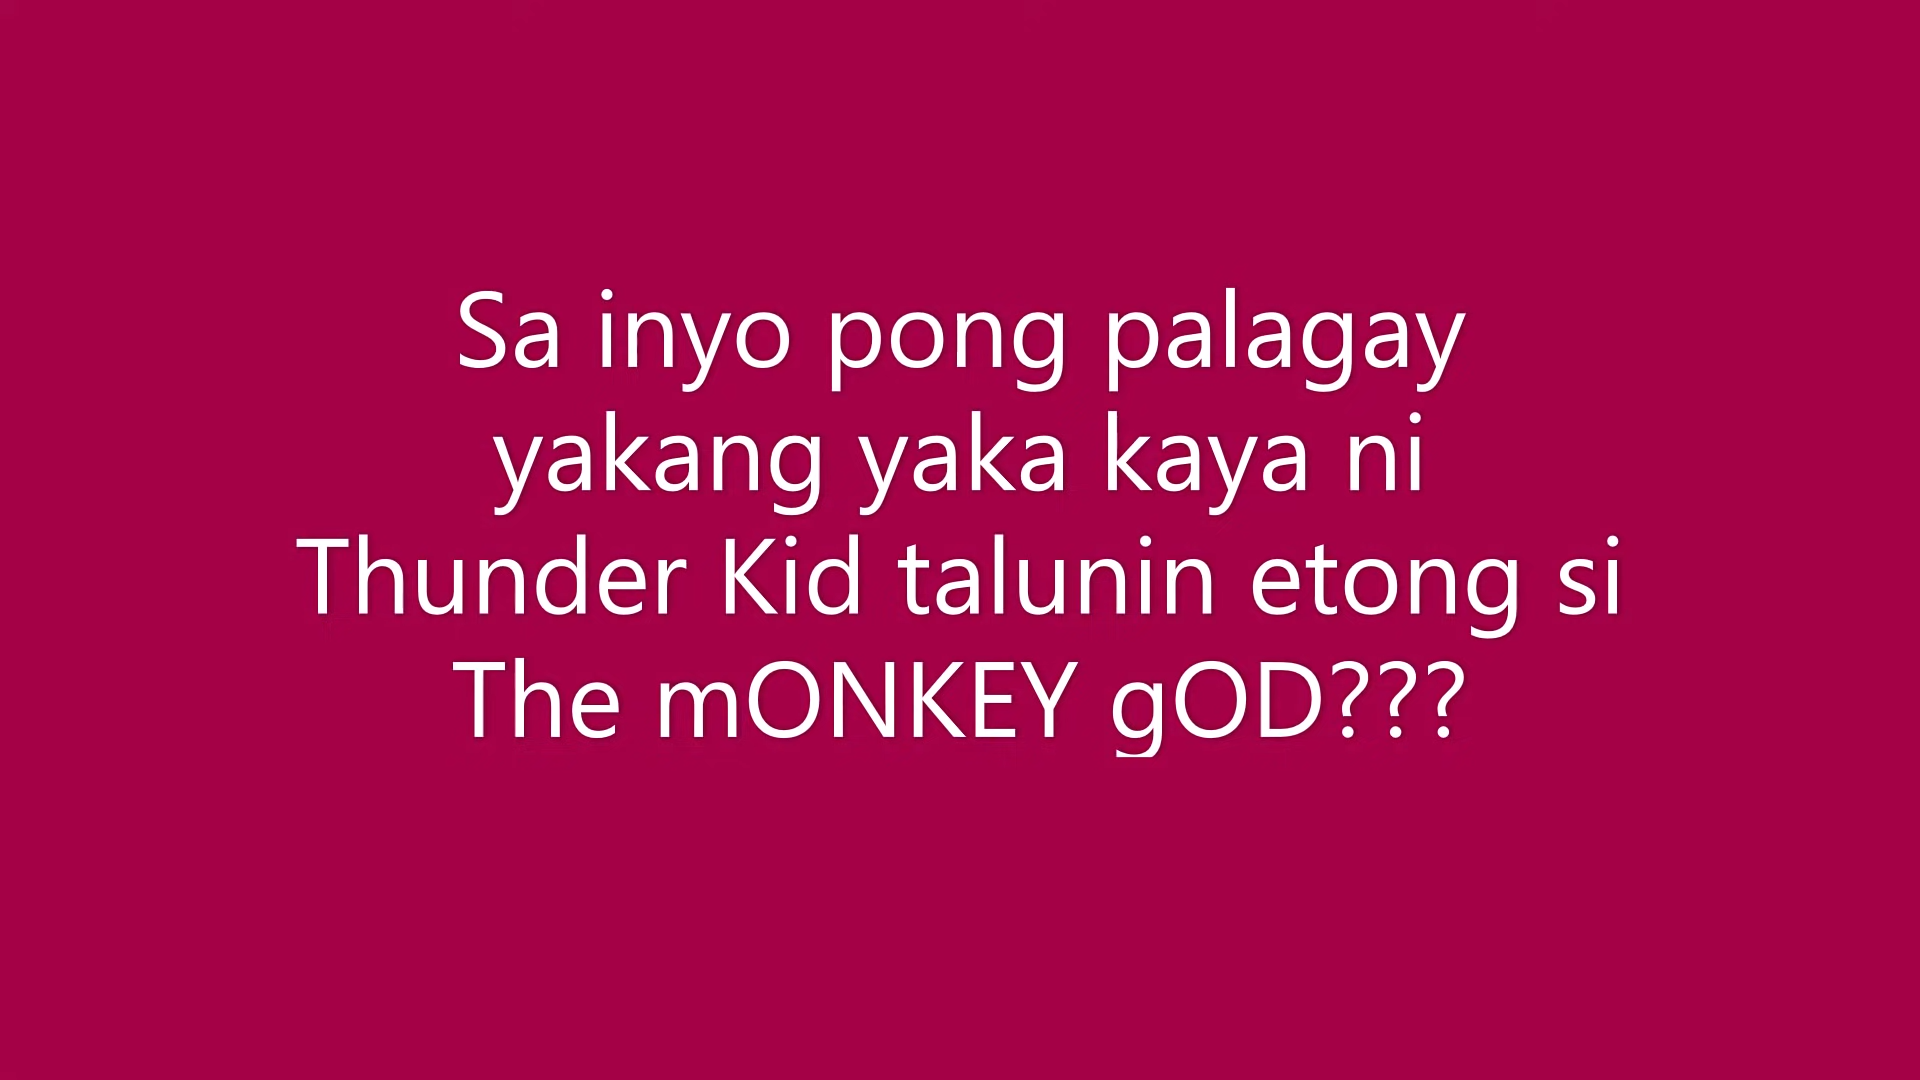 Sa inyo pong palagay
yakang yaka kaya ni
Thunder Kid talunin etong si
The mONKEY gOD???